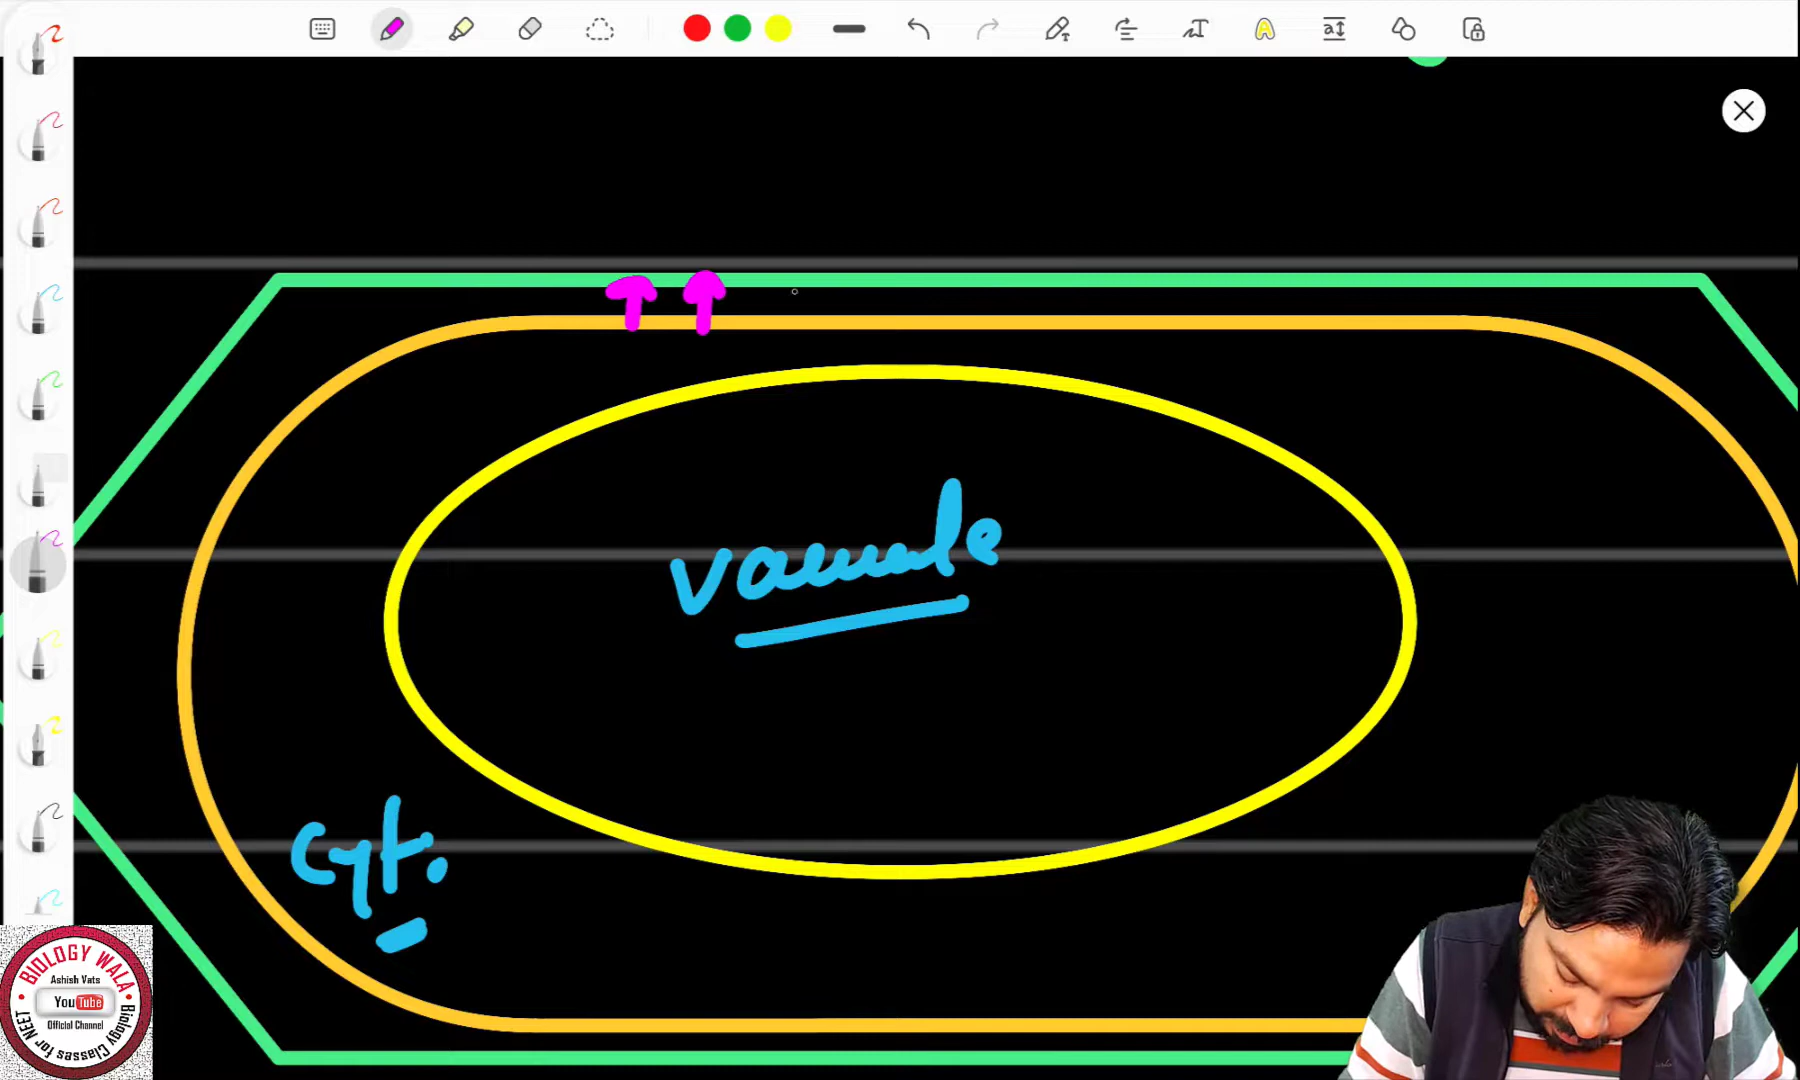 vacuole
Cyt.
BIOLOGY WALA
Ashish Vats
YouTube
Official Channel
Biology Classes for NEET